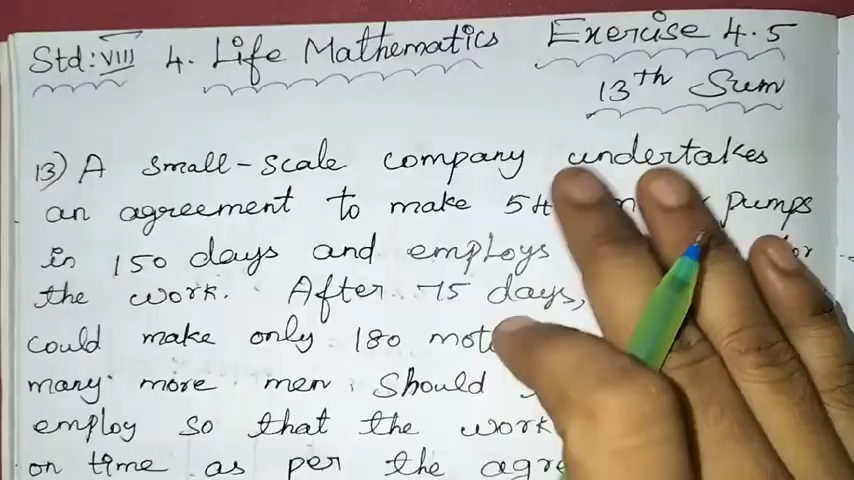 Std: VIII 4. Life Mathematics Exercise 4.5
13th Sum
13) A small-scale company undertakes
an agreement to make 54 pumps
in 150 days and employs
the work. After 75 days,
could make only 180
many more men should
employ so that the work
on time as per the